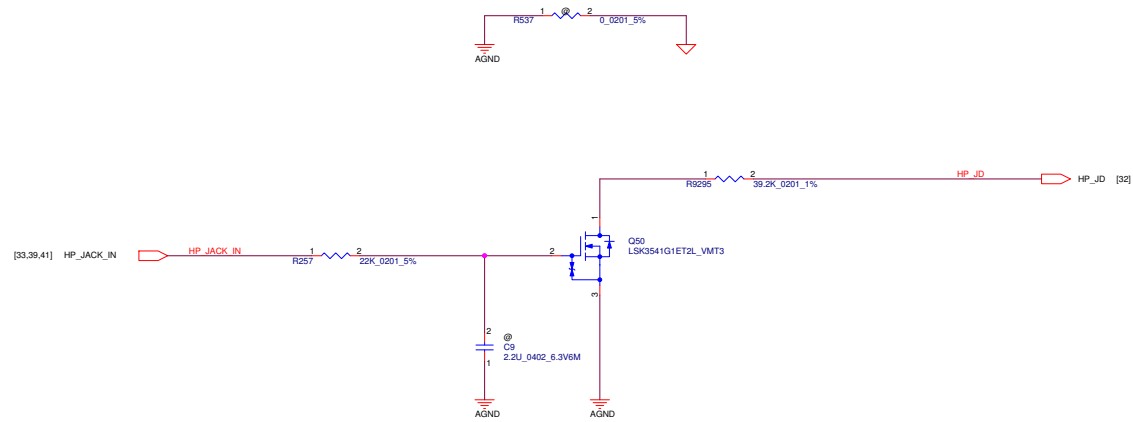 1 @ 2
R537 0_0201_5%
AGND
1 2 HP_JD
R9295 39.2K_0201_1%
HP_JD [32]
1
Q50
LSK3541G1ET2L_VMT3
[33,39,41] HP_JACK_IN
HP_JACK_IN
1 2
R257 22K_0201_5%
2
3
2 @
C9
2.2U_0402_6.3V6M
1
AGND
AGND